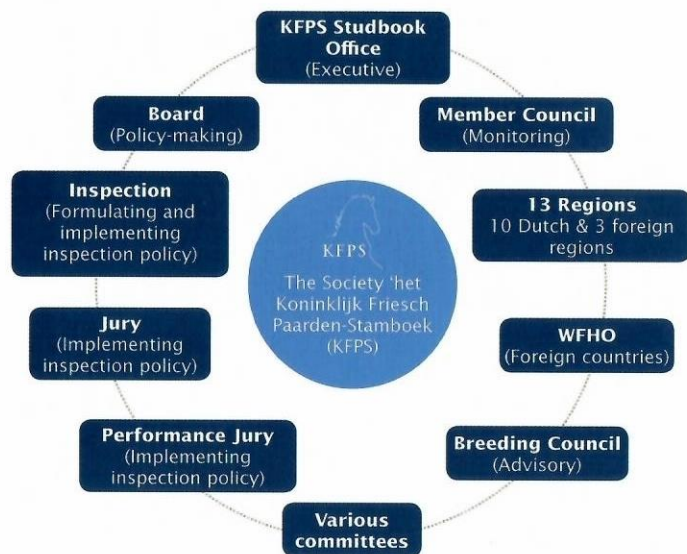 KFPS Studbook
Office
(Executive)
Member Council
(Monitoring)
13 Regions
10 Dutch & 3 foreign
regions
WFHO
(Foreign countries)
Breeding Council
(Advisory)
Various
committees
Performance Jury
(Implementing
inspection policy)
Jury
(Implementing
inspection policy)
Inspection
(Formulating and
implementing
inspection policy)
Board
(Policy-making)
KFPS
The Society 'het
Koninklijk Friesch
Paarden-Stamboek
(KFPS)